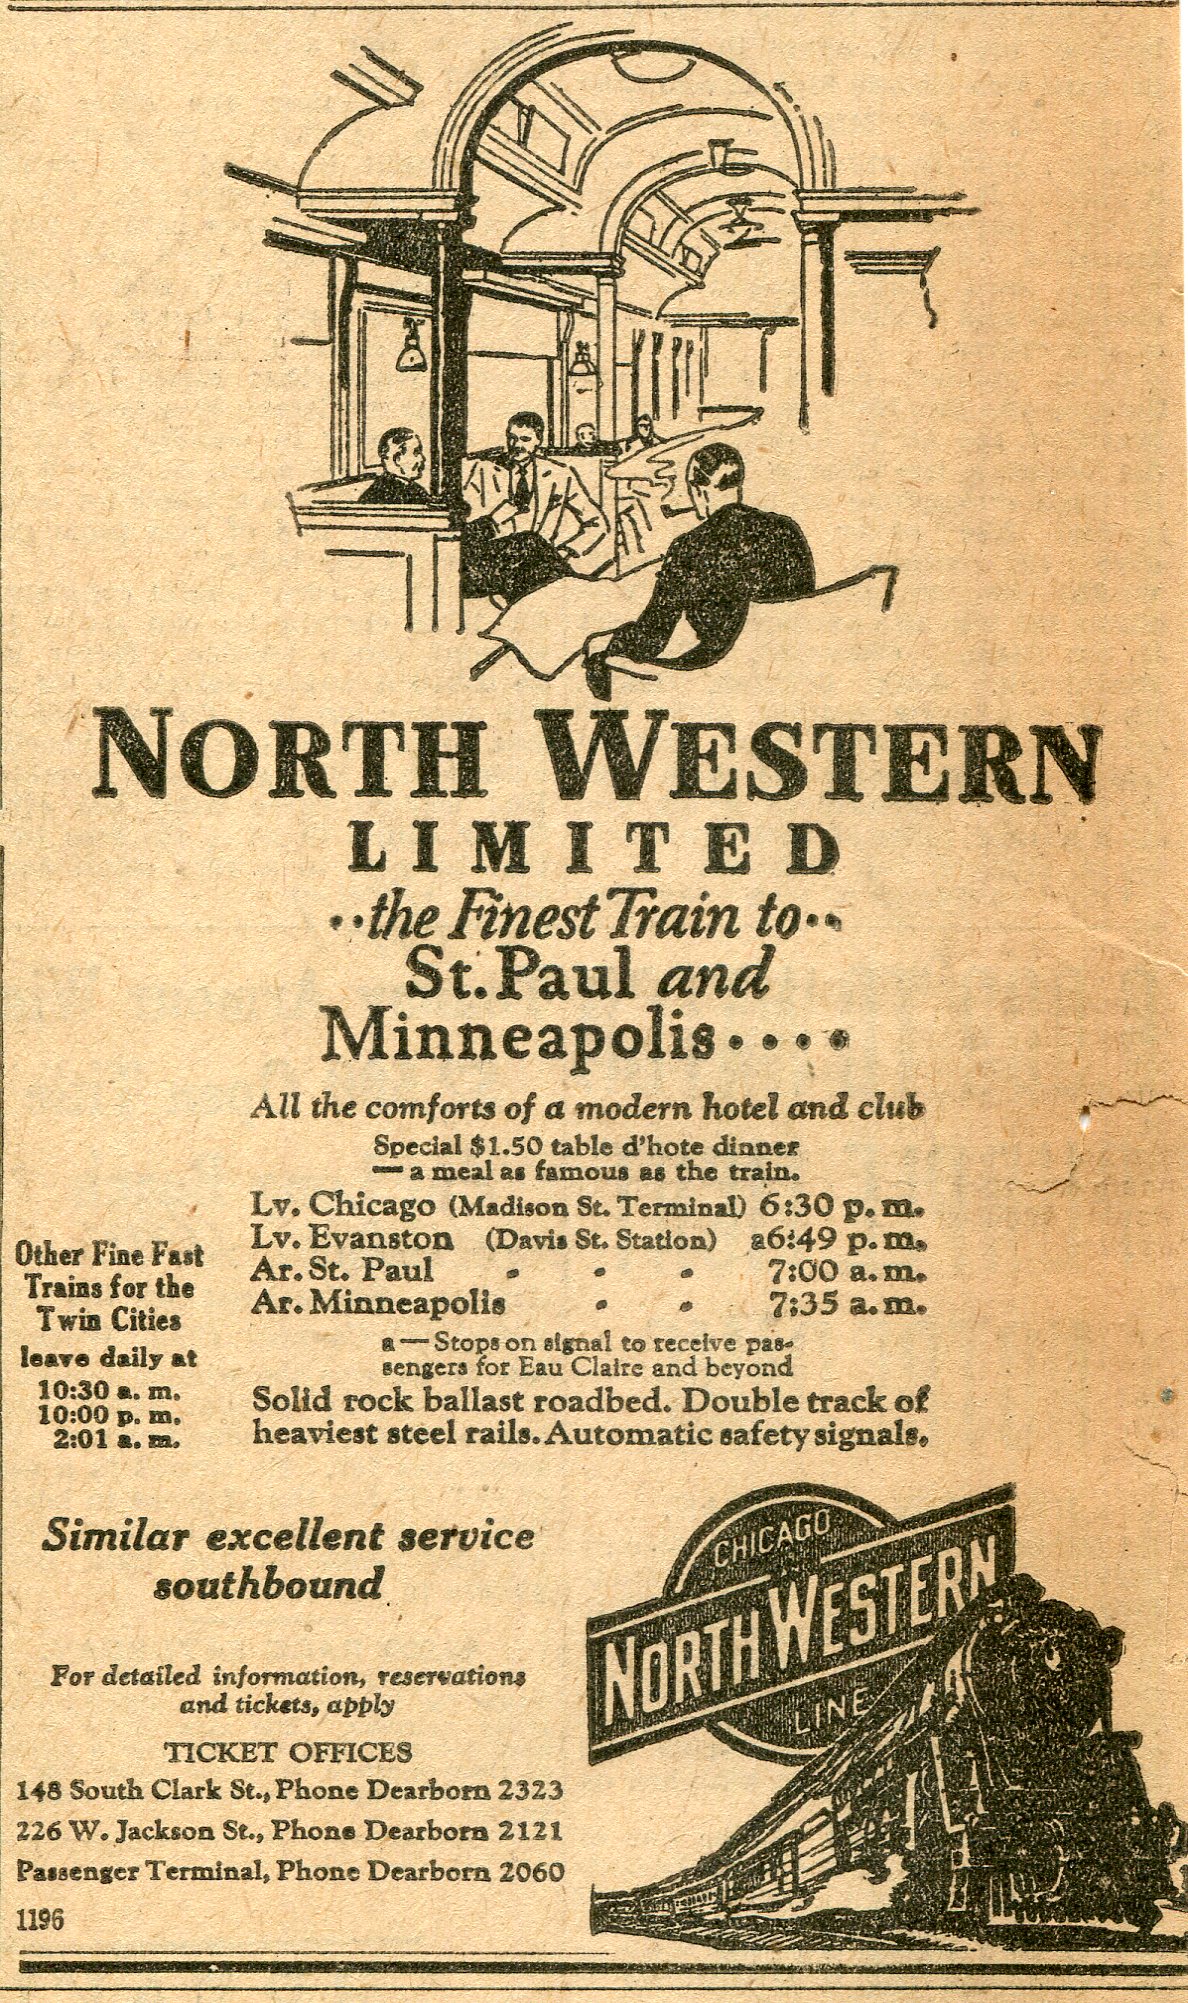 NORTH WESTERN
LIMITED
··the Finest Train to··
St. Paul and
Minneapolis····
All the comforts of a modern hotel and club
Special $1.50 table d'hote dinner
— a meal as famous as the train.
Lv. Chicago (Madison St. Terminal) 6:30 p. m.
Lv. Evanston (Davis St. Station) a6:49 p. m.
Ar. St. Paul . . . 7:00 a. m.
Ar. Minneapolis . . 7:35 a. m.
a — Stops on signal to receive pas-
sengers for Eau Claire and beyond
Solid rock ballast roadbed. Double track of
heaviest steel rails. Automatic safety signals.
Other Fine Fast
Trains for the
Twin Cities
leave daily at
10:30 a. m.
10:00 p. m.
2:01 a. m.
Similar excellent service
southbound
For detailed information, reservations
and tickets, apply
TICKET OFFICES
148 South Clark St., Phone Dearborn 2323
226 W. Jackson St., Phone Dearborn 2121
Passenger Terminal, Phone Dearborn 2060
1196
CHICAGO
AND
NORTH WESTERN
LINE